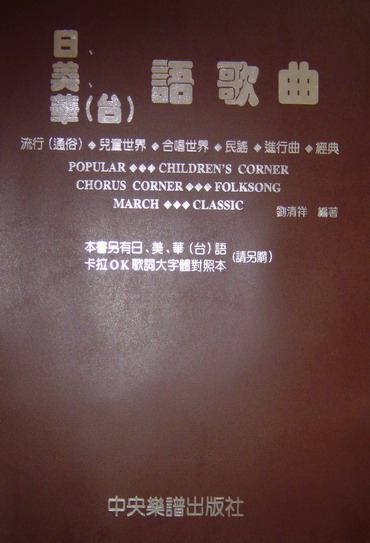 日、美、華(台)語歌曲
流行(通俗)◆兒童世界◆合唱世界◆民謠◆進行曲◆經典
POPULAR ◆◆◆ CHILDREN'S CORNER
CHORUS CORNER ◆◆◆ FOLKSONG
MARCH ◆◆◆ CLASSIC
劉清祥 編著
本書另有日、美、華(台)語
卡拉OK歌詞大字體對照本
(請另購)
中央樂譜出版社